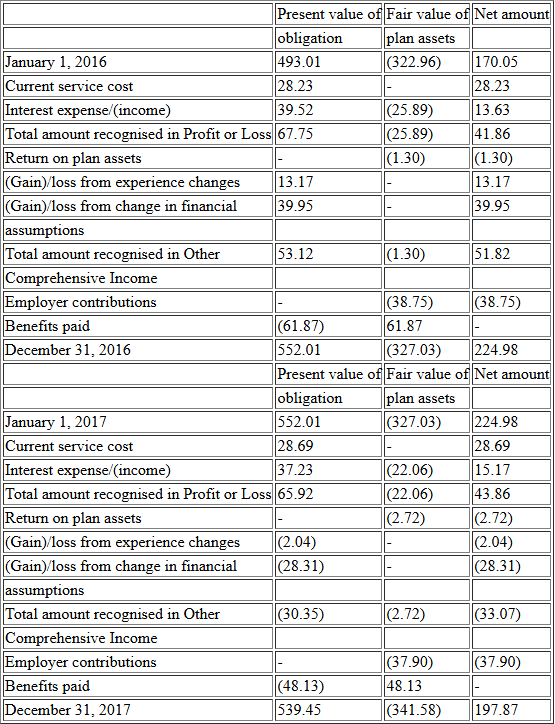 Present value of Fair value of Net amount
obligation plan assets
January 1, 2016 493.01 (322.96) 170.05
Current service cost 28.23 - 28.23
Interest expense/(income) 39.52 (25.89) 13.63
Total amount recognised in Profit or Loss 67.75 (25.89) 41.86
Return on plan assets - (1.30) (1.30)
(Gain)/loss from experience changes 13.17 - 13.17
(Gain)/loss from change in financial 39.95 - 39.95
assumptions
Total amount recognised in Other 53.12 (1.30) 51.82
Comprehensive Income
Employer contributions - (38.75) (38.75)
Benefits paid (61.87) 61.87 -
December 31, 2016 552.01 (327.03) 224.98
Present value of Fair value of Net amount
obligation plan assets
January 1, 2017 552.01 (327.03) 224.98
Current service cost 28.69 - 28.69
Interest expense/(income) 37.23 (22.06) 15.17
Total amount recognised in Profit or Loss 65.92 (22.06) 43.86
Return on plan assets - (2.72) (2.72)
(Gain)/loss from experience changes (2.04) - (2.04)
(Gain)/loss from change in financial (28.31) - (28.31)
assumptions
Total amount recognised in Other (30.35) (2.72) (33.07)
Comprehensive Income
Employer contributions - (37.90) (37.90)
Benefits paid (48.13) 48.13 -
December 31, 2017 539.45 (341.58) 197.87